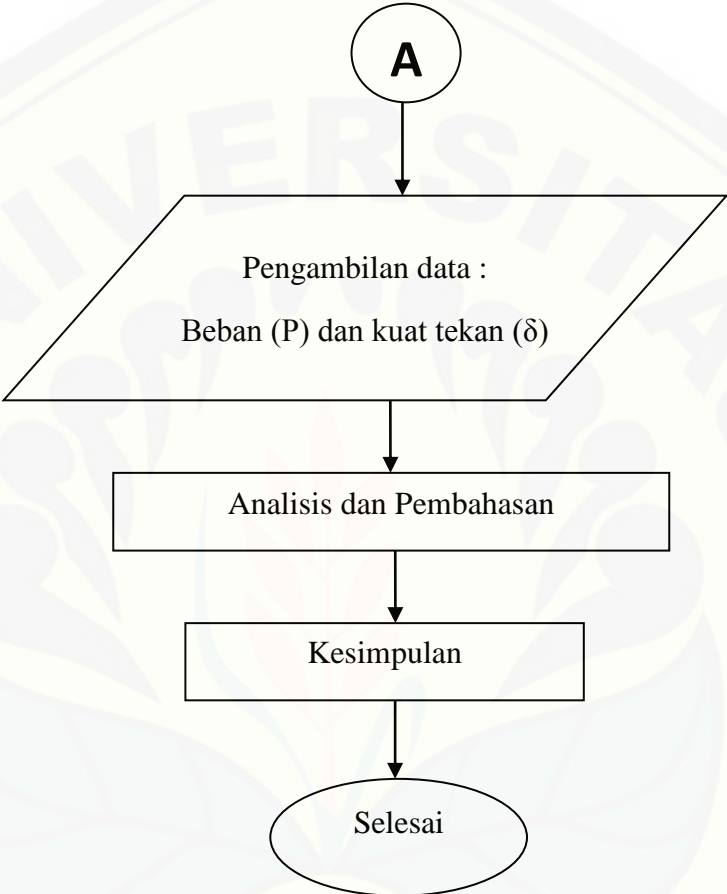 A
Pengambilan data :
Beban (P) dan kuat tekan (δ)
Analisis dan Pembahasan
Kesimpulan
Selesai